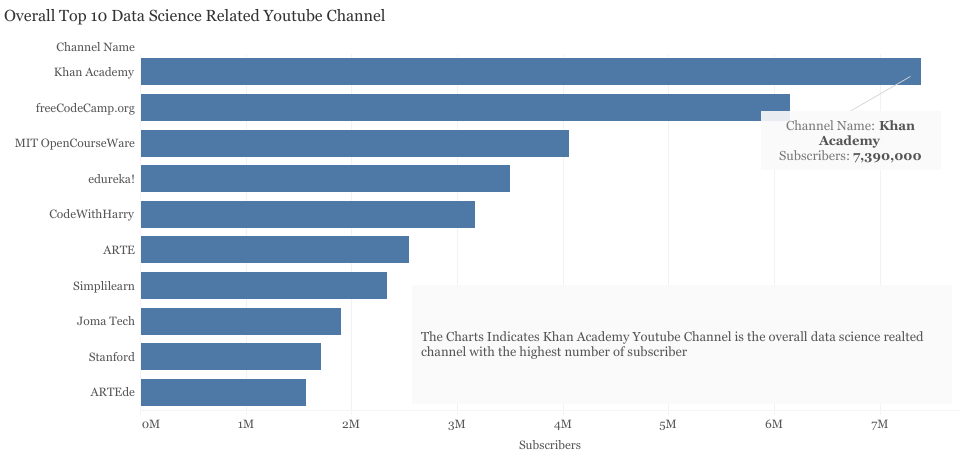 Overall Top 10 Data Science Related Youtube Channel
Channel Name
Khan Academy
freeCodeCamp.org
MIT OpenCourseWare
edureka!
CodeWithHarry
ARTE
Simplilearn
Joma Tech
Stanford
ARTEde
Channel Name: Khan
Academy
Subscribers: 7,390,000
The Charts Indicates Khan Academy Youtube Channel is the overall data science realted
channel with the highest number of subscriber
0M 1M 2M 3M 4M 5M 6M 7M
Subscribers